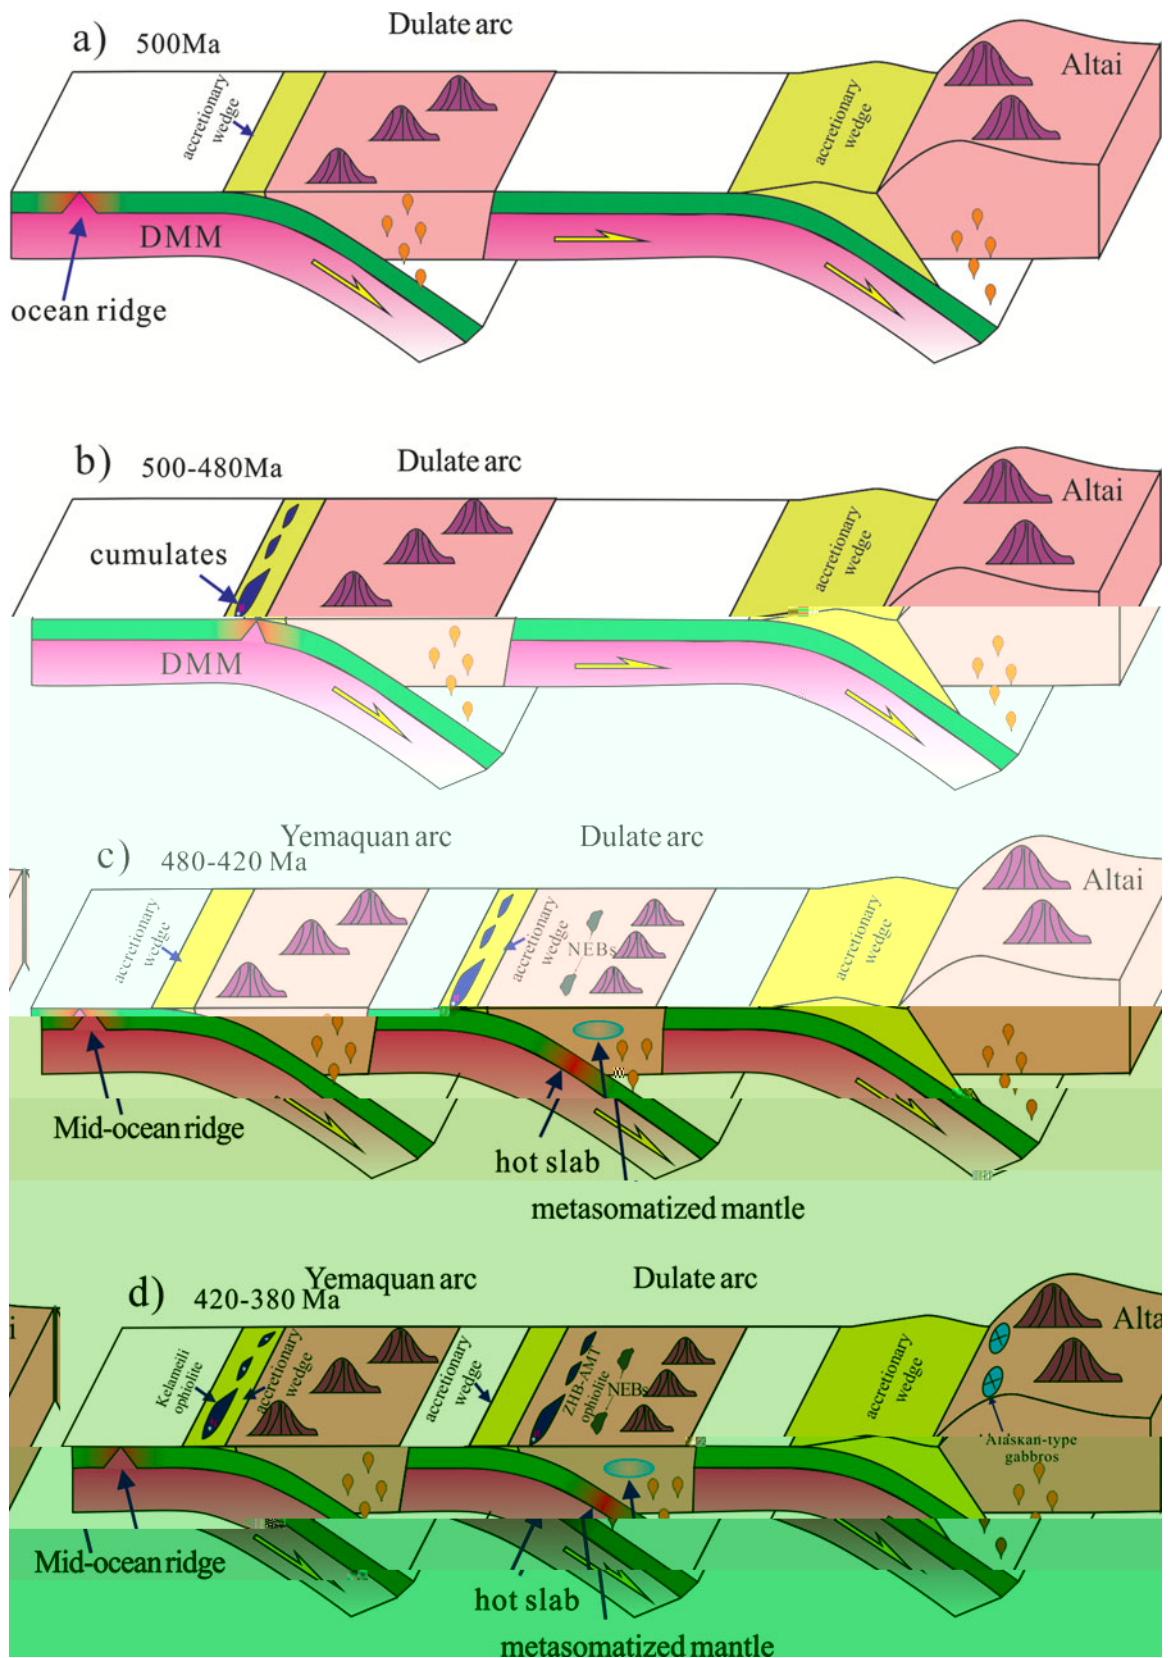 a) 500Ma
Dulate arc
Altai
accretionary
wedge
accretionary
wedge
DMM
ocean ridge
b) 500-480Ma
Dulate arc
Altai
cumulates
accretionary
wedge
DMM
c) 480-420 Ma
Yemaquan arc
Dulate arc
Altai
accretionary
wedge
accretionary
wedge
NEBs
accretionary
wedge
Mid-ocean ridge
hot slab
metasomatized mantle
d) 420-380 Ma
Yemaquan arc
Dulate arc
i
Alta
Kelameili
ophiolite
accretionary
wedge
accretionary
wedge
ZHB-AMT
ophiolite
NEBs
accretionary
wedge
Alaskan-type
gabbros
Mid-ocean ridge
hot slab
metasomatized mantle